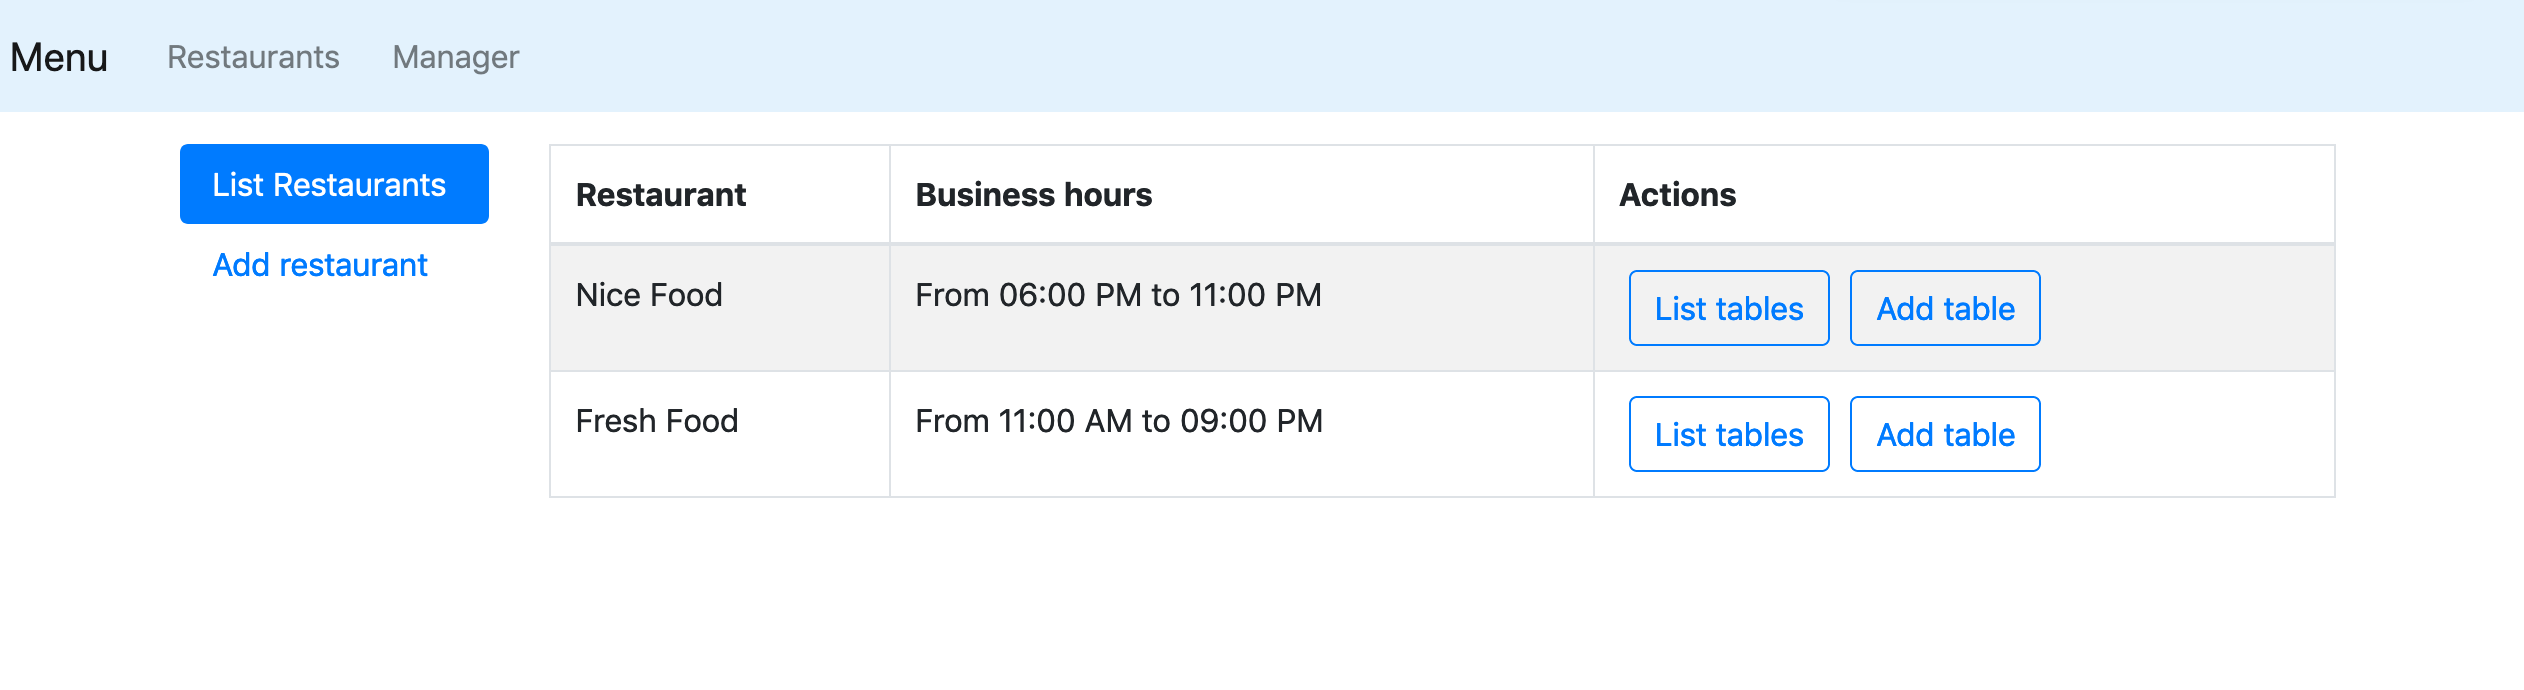 Menu Restaurants Manager
List Restaurants
Add restaurant
Restaurant Business hours Actions
Nice Food From 06:00 PM to 11:00 PM List tables Add table
Fresh Food From 11:00 AM to 09:00 PM List tables Add table